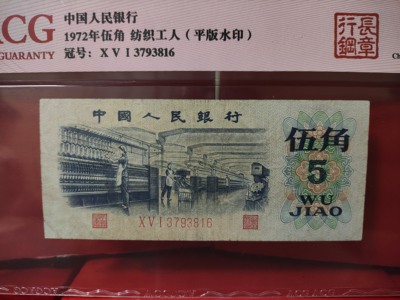 ACG
GUARANTY
中国人民银行
1972年伍角 纺织工人(平版水印)
冠号: X V I 3793816
長章
行鋼
中國人民銀行
伍角
5
WU
JIAO
X V I 3793816